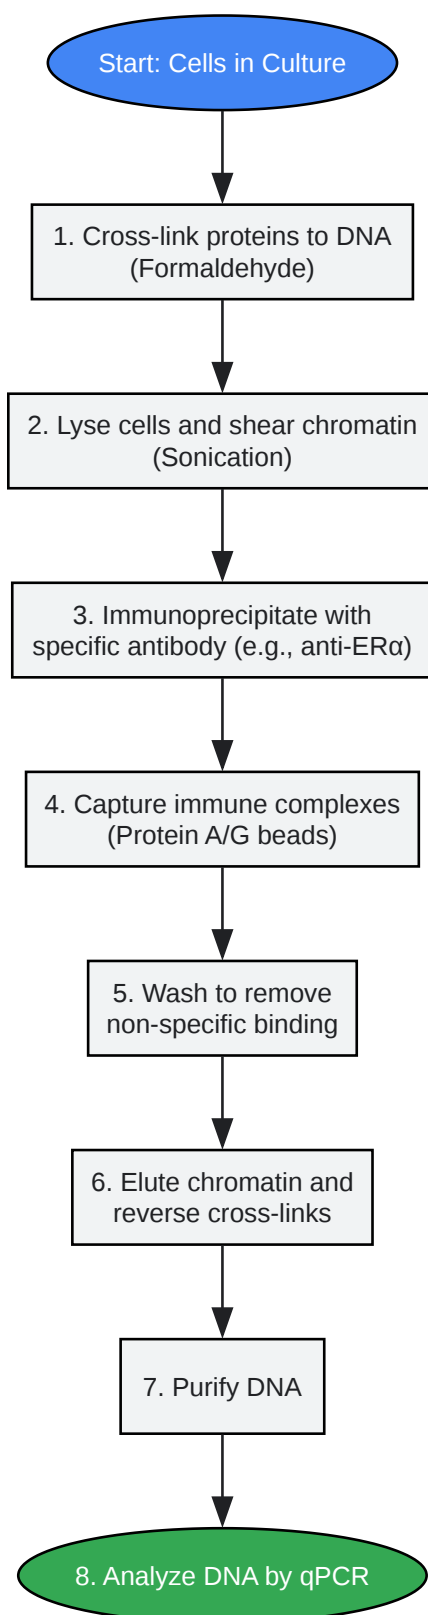 Start: Cells in Culture
1. Cross-link proteins to DNA
(Formaldehyde)
2. Lyse cells and shear chromatin
(Sonication)
3. Immunoprecipitate with
specific antibody (e.g., anti-ERα)
4. Capture immune complexes
(Protein A/G beads)
5. Wash to remove
non-specific binding
6. Elute chromatin and
reverse cross-links
7. Purify DNA
8. Analyze DNA by qPCR